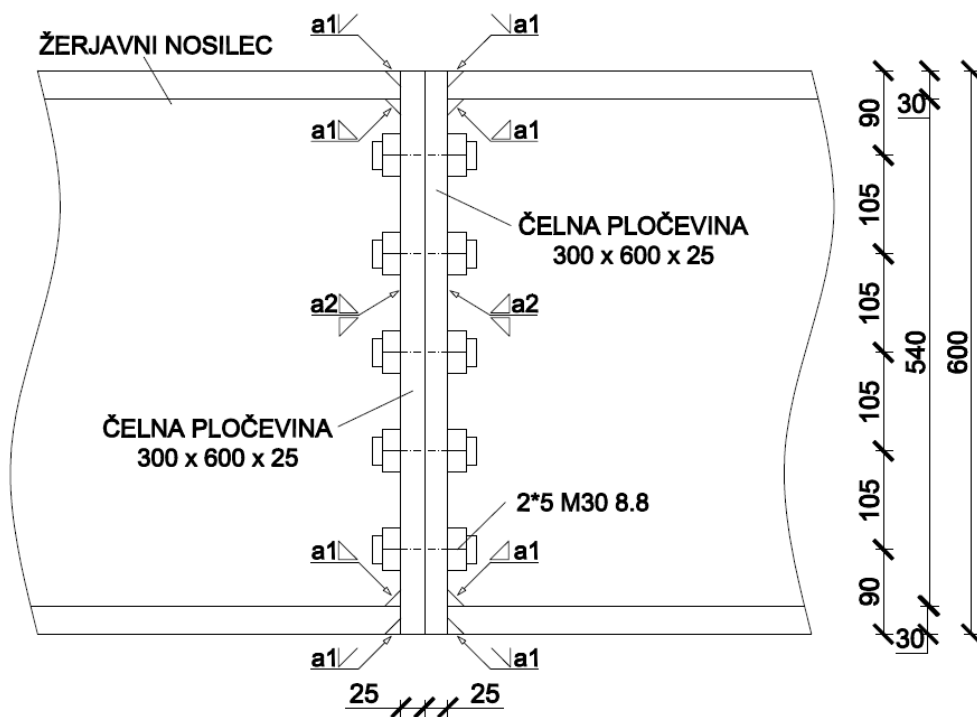 a1
a1
ŽERJAVNI NOSILEC
a1
a1
ČELNA PLOČEVINA
300 x 600 x 25
a2
a2
ČELNA PLOČEVINA
300 x 600 x 25
2*5 M30 8.8
a1
a1
a1
a1
25
25
90
105
105
105
105
90
30
540
30
600